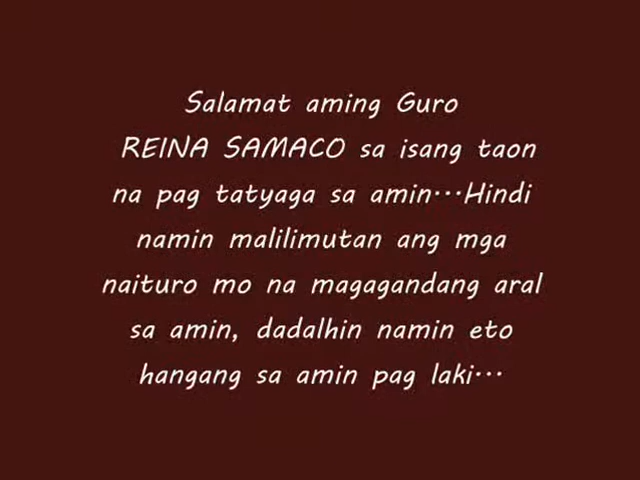 Salamat aming Guro
REINA SAMACO sa isang taon
na pag tatyaga sa amin...Hindi
namin malilimutan ang mga
naituro mo na magagandang aral
sa amin, dadalhin namin eto
hangang sa amin pag laki...